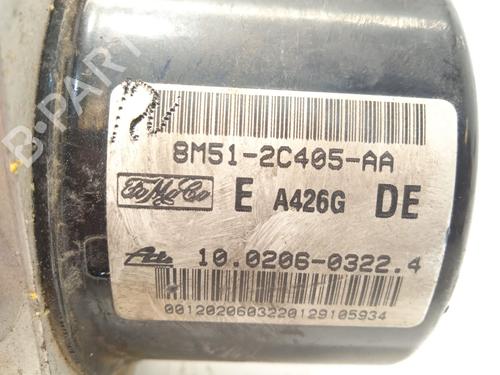 B-PARTS
8M51-2C405-AA
FoMoCo E A426G DE
Ate 10.0206-0322.4
00120206032201291059​34